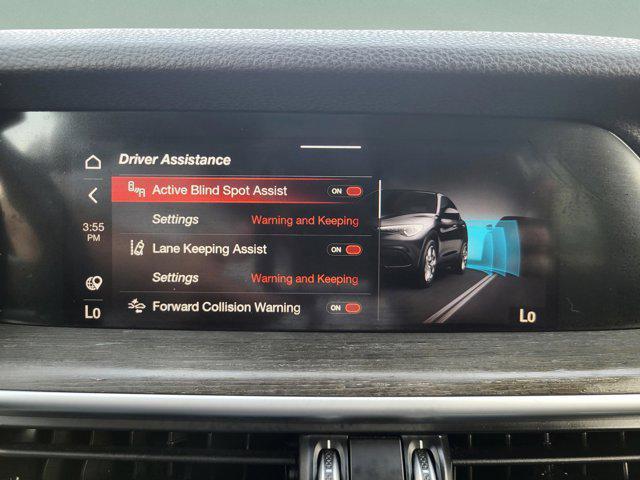 Driver Assistance
Active Blind Spot Assist ON
Settings Warning and Keeping
3:55
PM
Lane Keeping Assist ON
Settings Warning and Keeping
Forward Collision Warning ON
Lo
Lo